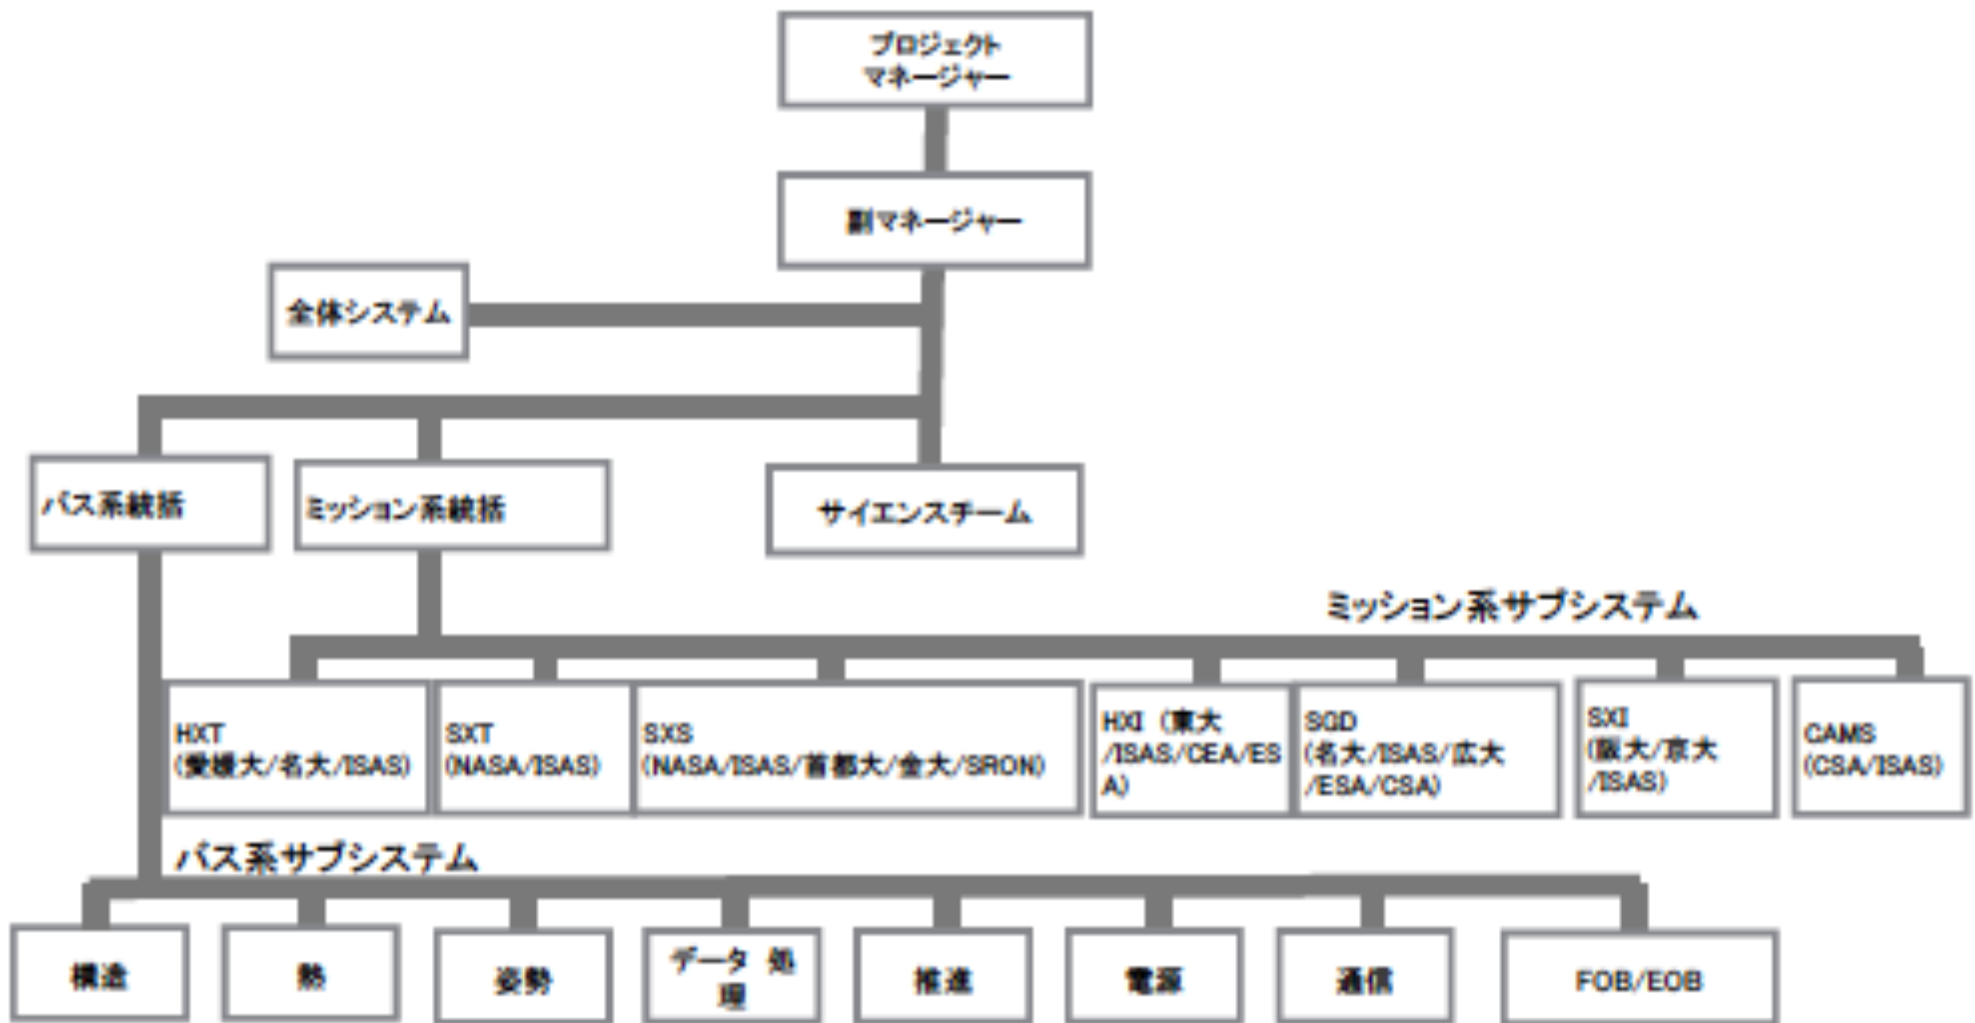 プロジェクト
マネージャー
副マネージャー
全体システム
バス系統括
ミッション系統括
サイエンスチーム
ミッション系サブシステム
HXT
(愛媛大/名大/ISAS)
SXT
(NASA/ISAS)
SXS
(NASA/ISAS/首都大/金大/SRON)
HXI (東大
/ISAS/CEA/ES
A)
SGD
(名大/ISAS/広大
/ESA/CSA)
SXI
(阪大/京大
/ISAS)
CAMS
(CSA/ISAS)
バス系サブシステム
構造
熱
姿勢
データ 処
理
推進
電源
通信
FOB/EOB